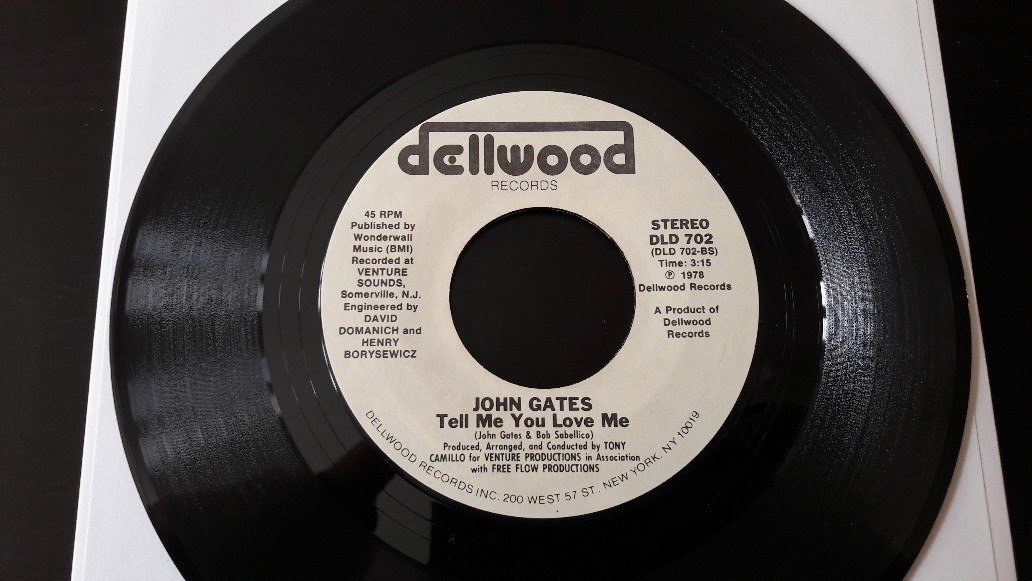 dellwood
RECORDS
45 RPM
Published by
Wonderwall
Music (BMI)
Recorded at
VENTURE
SOUNDS,
Somerville, N.J.
Engineered by
DAVID
DOMANICH and
HENRY
BORYSEWICZ
STEREO
DLD 702
(DLD 702-BS)
Time: 3:15
℗ 1978
Dellwood Records
A Product of
Dellwood
Records
JOHN GATES
Tell Me You Love Me
(John Gates & Bob Sabellico)
Produced, Arranged, and Conducted by TONY
CAMILLO for VENTURE PRODUCTIONS in Association
with FREE FLOW PRODUCTIONS
DELLWOOD RECORDS INC. 200 WEST 57 ST., NEW YORK, NY 10019